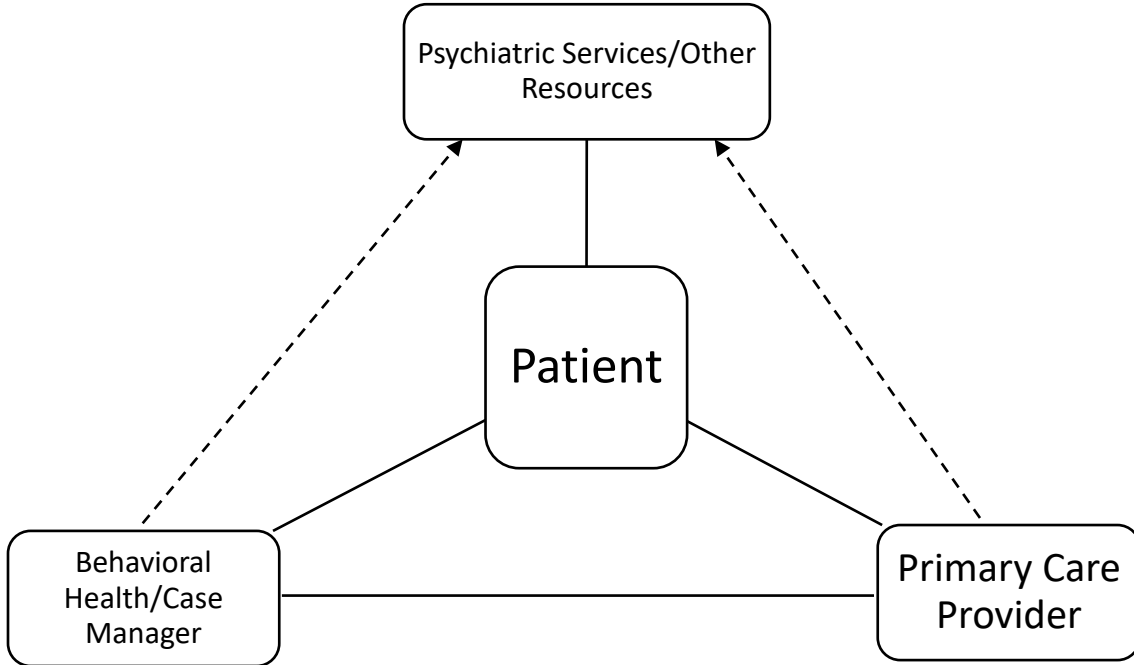 Psychiatric Services/Other
Resources
Patient
Behavioral
Health/Case
Manager
Primary Care
Provider